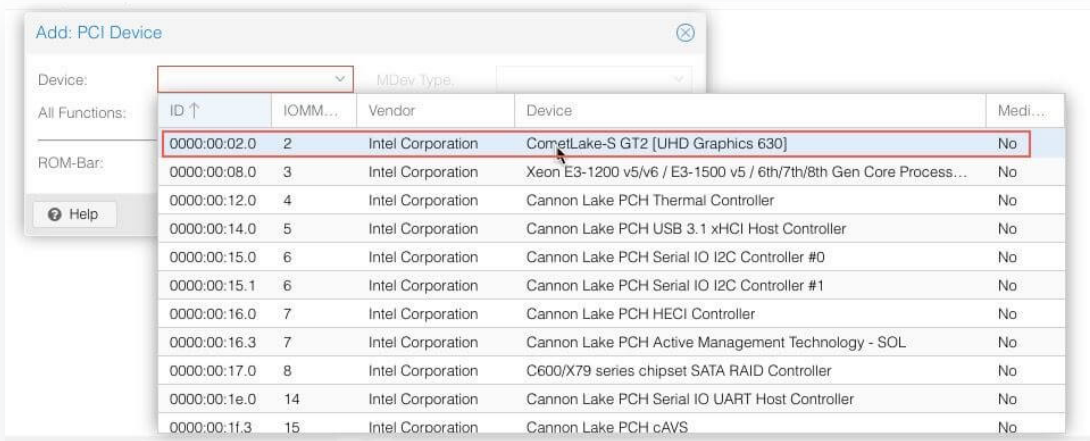 Add: PCI Device
Device: MDev Type:
All Functions:
ROM-Bar:
Help
ID ↑ IOMM... Vendor Device Medi...
0000:00:02.0 2 Intel Corporation CometLake-S GT2 [UHD Graphics 630] No
0000:00:08.0 3 Intel Corporation Xeon E3-1200 v5/v6 / E3-1500 v5 / 6th/7th/8th Gen Core Process... No
0000:00:12.0 4 Intel Corporation Cannon Lake PCH Thermal Controller No
0000:00:14.0 5 Intel Corporation Cannon Lake PCH USB 3.1 xHCI Host Controller No
0000:00:15.0 6 Intel Corporation Cannon Lake PCH Serial IO I2C Controller #0 No
0000:00:15.1 6 Intel Corporation Cannon Lake PCH Serial IO I2C Controller #1 No
0000:00:16.0 7 Intel Corporation Cannon Lake PCH HECI Controller No
0000:00:16.3 7 Intel Corporation Cannon Lake PCH Active Management Technology - SOL No
0000:00:17.0 8 Intel Corporation C600/X79 series chipset SATA RAID Controller No
0000:00:1e.0 14 Intel Corporation Cannon Lake PCH Serial IO UART Host Controller No
0000:00:1f.3 15 Intel Corporation Cannon Lake PCH cAVS No